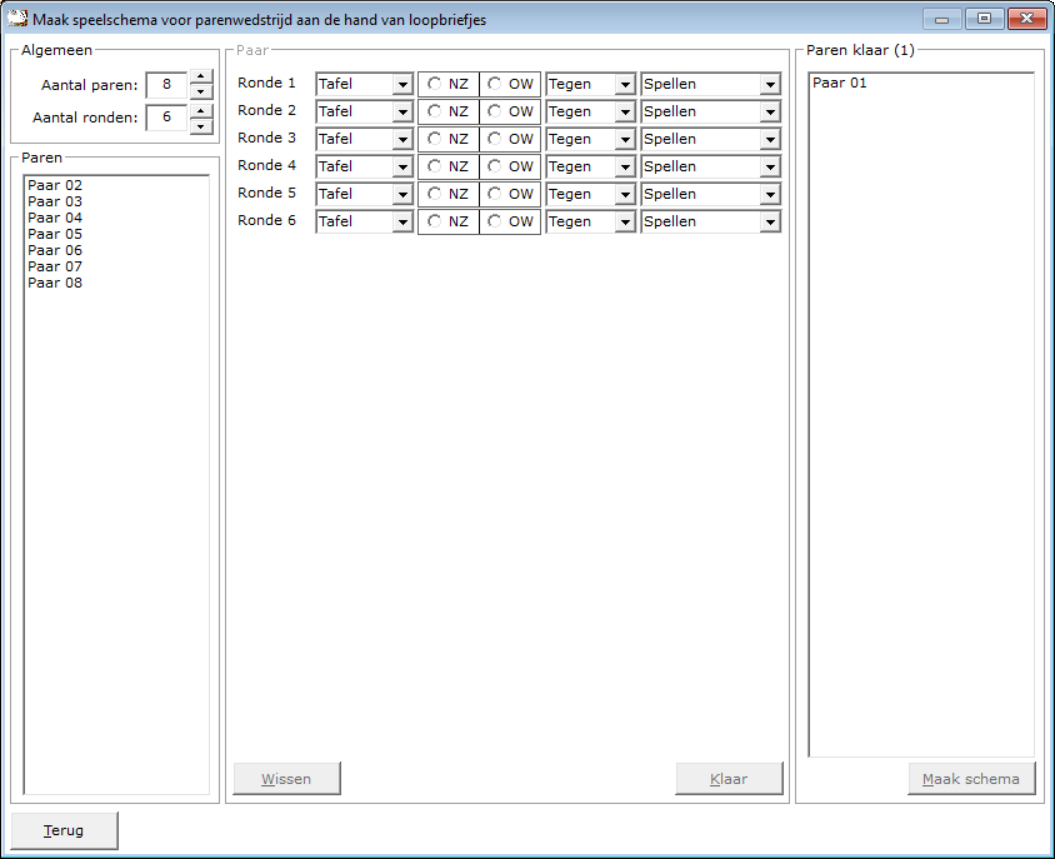 Maak speelschema voor parenwedstrijd aan de hand van loopbriefjes
Algemeen
Aantal paren: 8
Aantal ronden: 6
Paren
Paar 02
Paar 03
Paar 04
Paar 05
Paar 06
Paar 07
Paar 08
Paar
Ronde 1 Tafel NZ OW Tegen Spellen
Ronde 2 Tafel NZ OW Tegen Spellen
Ronde 3 Tafel NZ OW Tegen Spellen
Ronde 4 Tafel NZ OW Tegen Spellen
Ronde 5 Tafel NZ OW Tegen Spellen
Ronde 6 Tafel NZ OW Tegen Spellen
Wissen
Klaar
Paren klaar (1)
Paar 01
Maak schema
Terug